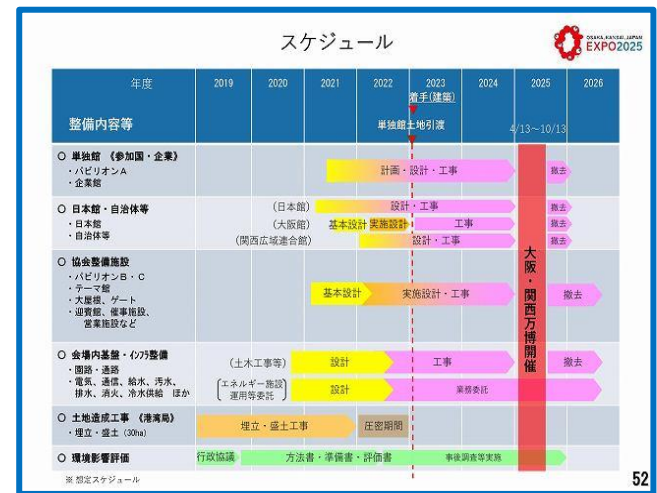 スケジュール
OSAKA, KANSAI, JAPAN
EXPO2025
年度
2019
2020
2021
2022
2023
2024
2025
2026
着手(建築)
整備内容等
単独館土地引渡
4/13～10/13
○ 単独館 《参加国・企業》
・パビリオンA
・企業館
計画・設計・工事
撤去
○ 日本館・自治体等
・日本館
・自治体等
(日本館)
設計・工事
撤去
(大阪館)
基本設計
実施設計
工事
撤去
(関西広域連合館)
設計・工事
撤去
大阪・関西万博開催
○ 協会整備施設
・パビリオンB・C
・テーマ館
・大屋根、ゲート
・迎賓館、催事施設、
営業施設など
基本設計
実施設計・工事
撤去
○ 会場内基盤・ｲﾝﾌﾗ整備
・園路・通路
・電気、通信、給水、汚水、
排水、消火、冷水供給 ほか
(土木工事等)
設計
工事
撤去
エネルギー施設
運用等委託
設計
業務委託
○ 土地造成工事 《港湾局》
・埋立・盛土 (30ha)
埋立・盛土工事
圧密期間
○ 環境影響評価
行政協議
方法書・準備書・評価書
事後調査等実施
※ 想定スケジュール
52